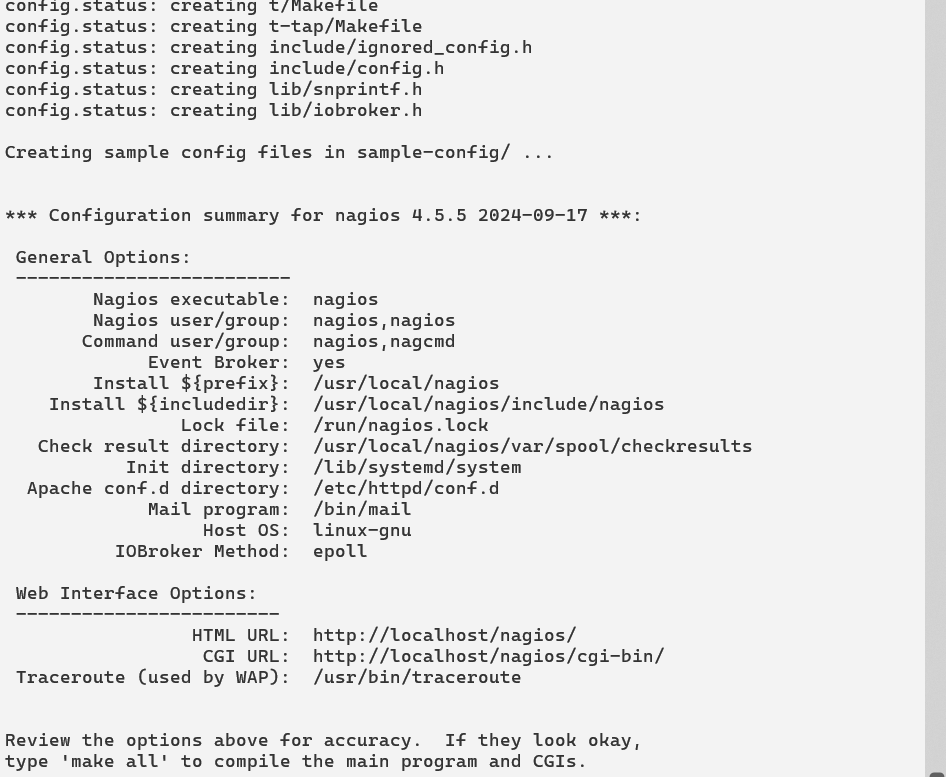 config.status: creating t/Makefile
config.status: creating t-tap/Makefile
config.status: creating include/ignored_config.h
config.status: creating include/config.h
config.status: creating lib/snprintf.h
config.status: creating lib/iobroker.h
Creating sample config files in sample-config/ ...
*** Configuration summary for nagios 4.5.5 2024-09-17 ***:
General Options:
-------------------------
Nagios executable:  nagios
Nagios user/group:  nagios,nagios
Command user/group:  nagios,nagcmd
Event Broker:  yes
Install ${prefix}:  /usr/local/nagios
Install ${includedir}:  /usr/local/nagios/include/nagios
Lock file:  /run/nagios.lock
Check result directory:  /usr/local/nagios/var/spool/checkresults
Init directory:  /lib/systemd/system
Apache conf.d directory:  /etc/httpd/conf.d
Mail program:  /bin/mail
Host OS:  linux-gnu
IOBroker Method:  epoll
Web Interface Options:
------------------------
HTML URL:  http://localhost/nagios/
CGI URL:  http://localhost/nagios/cgi-bin/
Traceroute (used by WAP):  /usr/bin/traceroute
Review the options above for accuracy.  If they look okay,
type 'make all' to compile the main program and CGIs.